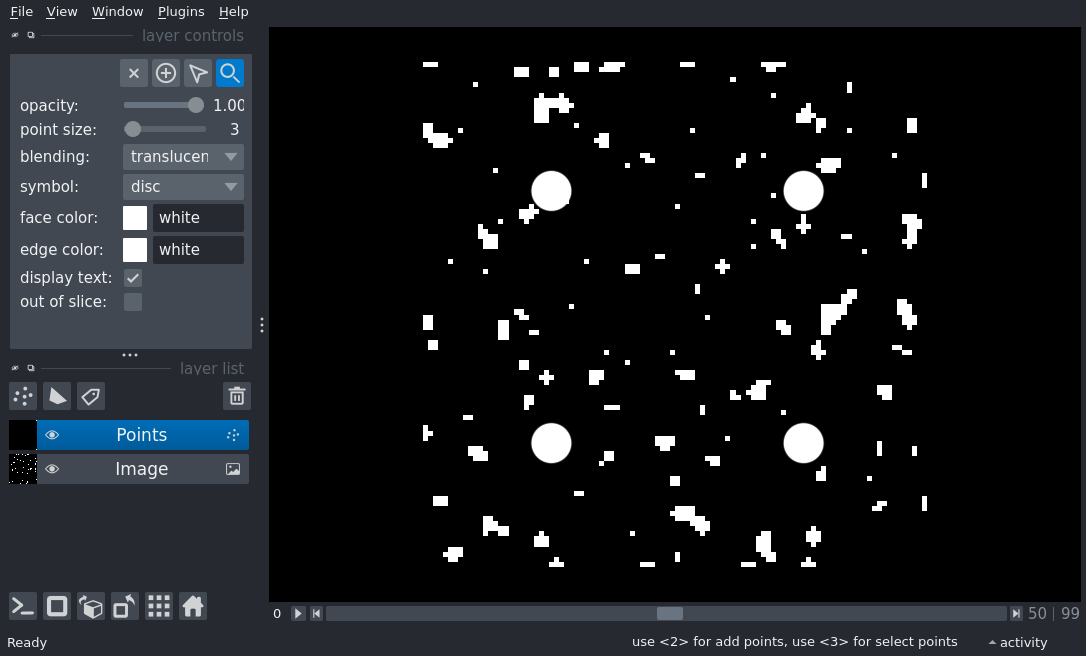 File View Window Plugins Help
layer controls
opacity: 1.00
point size: 3
blending: translucen
symbol: disc
face color: white
edge color: white
display text:
out of slice:
layer list
Points
Image
0 50 | 99
Ready use <2> for add points, use <3> for select points activity